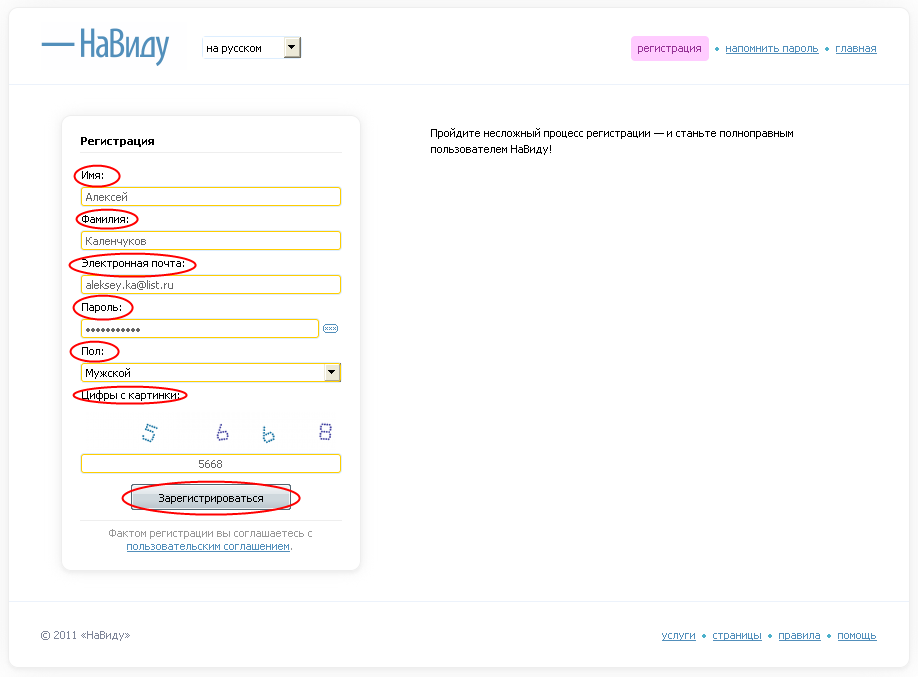 НаВиду
на русском
регистрация • напомнить пароль • главная
Регистрация
Имя:
Алексей
Фамилия:
Каленчуков
Электронная почта:
aleksey.ka@list.ru
Пароль:
•••••••••••
Пол:
Мужской
Цифры с картинки:
5 6 6 8
5668
Зарегистрироваться
Фактом регистрации вы соглашаетесь с
пользовательским соглашением.
Пройдите несложный процесс регистрации — и станьте полноправным
пользователем НаВиду!
© 2011 «НаВиду»
услуги • страницы • правила • помощь